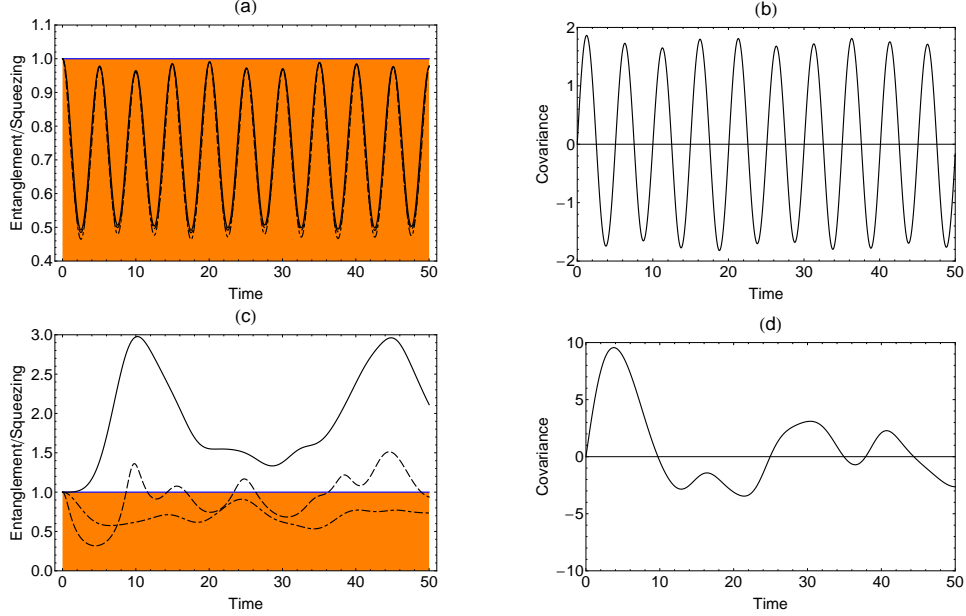 (a)
Entanglement/Squeezing
1.1
1.0
0.9
0.8
0.7
0.6
0.5
0.4
0 10 20 30 40 50
Time
(b)
Covariance
2
1
0
−1
−2
0 10 20 30 40 50
Time
(c)
Entanglement/Squeezing
3.0
2.5
2.0
1.5
1.0
0.5
0.0
0 10 20 30 40 50
Time
(d)
Covariance
10
5
0
−5
−10
0 10 20 30 40 50
Time